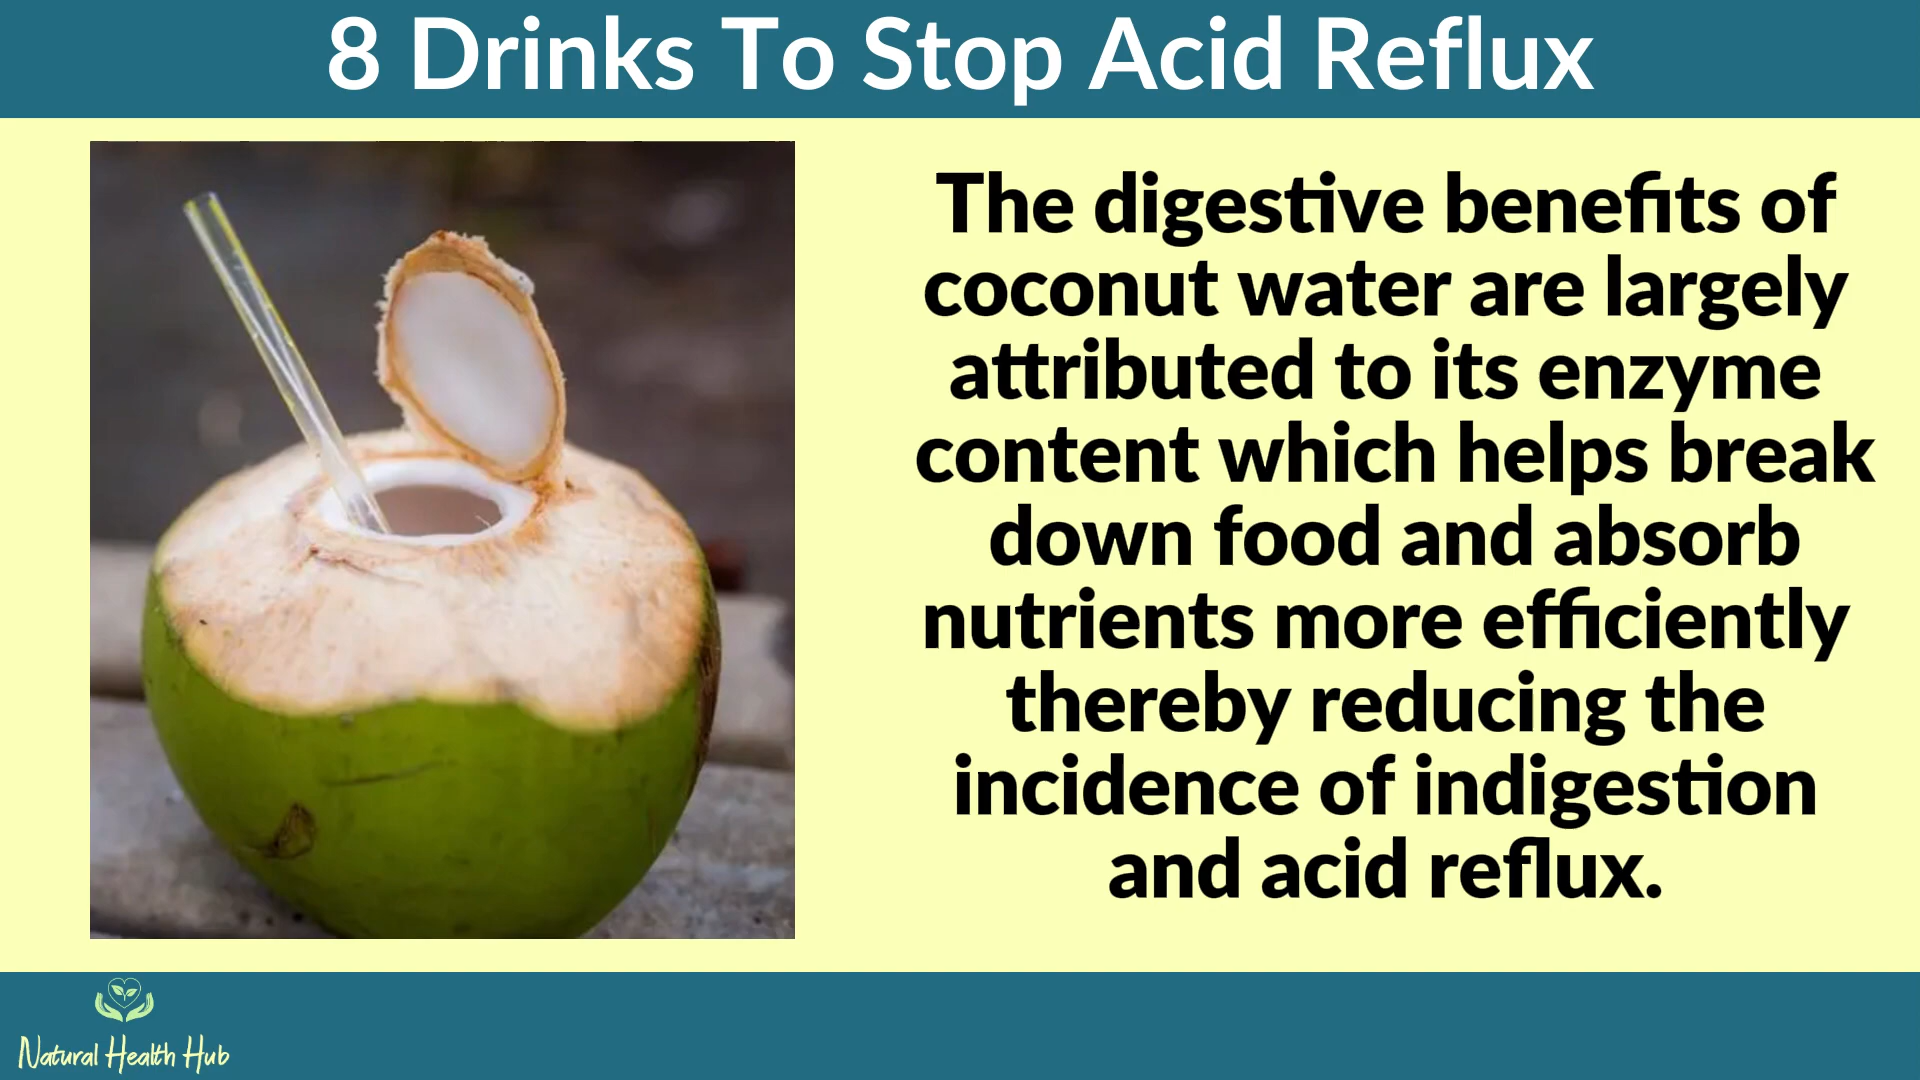 8 Drinks To Stop Acid Reflux
The digestive benefits of
coconut water are largely
attributed to its enzyme
content which helps break
down food and absorb
nutrients more efficiently
thereby reducing the
incidence of indigestion
and acid reflux.
Natural Health Hub